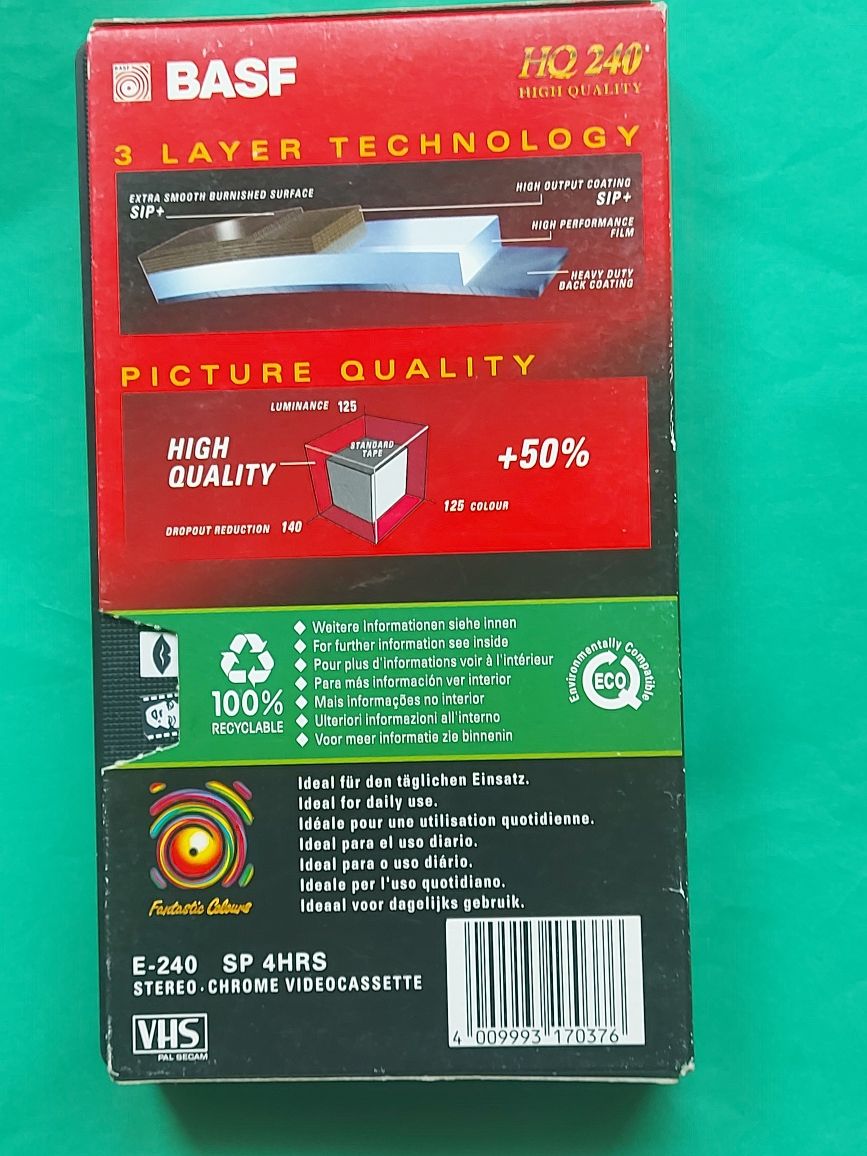 BASF
BASF
HQ 240
HIGH QUALITY
3 LAYER TECHNOLOGY
EXTRA SMOOTH BURNISHED SURFACE
SIP+
HIGH OUTPUT COATING
SIP+
HIGH PERFORMANCE
FILM
HEAVY DUTY
BACK COATING
PICTURE QUALITY
LUMINANCE 125
HIGH
QUALITY
STANDARD
TAPE
+50%
125 COLOUR
DROPOUT REDUCTION 140
100%
RECYCLABLE
◆ Weitere Informationen siehe innen
◆ For further information see inside
◆ Pour plus d'informations voir à l'intérieur
◆ Para más información ver interior
◆ Mais informações no interior
◆ Ulteriori informazioni all'interno
◆ Voor meer informatie zie binnenin
Environmentally Compatible
ECO
Ideal für den täglichen Einsatz.
Ideal for daily use.
Idéale pour une utilisation quotidienne.
Ideal para el uso diario.
Ideal para o uso diário.
Ideale per l'uso quotidiano.
Ideaal voor dagelijks gebruik.
Fantastic Colours
E-240 SP 4HRS
STEREO·CHROME VIDEOCASSETTE
VHS
PAL SECAM
4 009993 170376